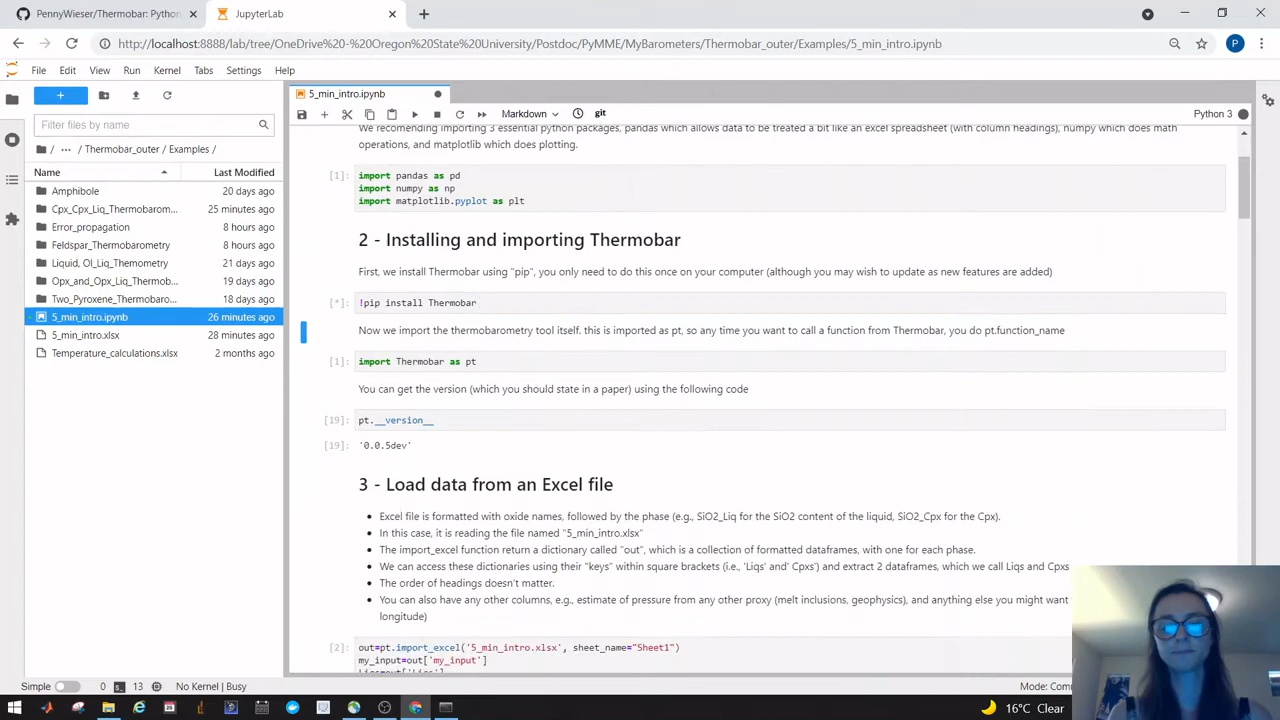 PennyWieser/Thermobar: Python
JupyterLab
http://localhost:8888/lab/tree/OneDrive%20-%20Oregon%20State%20University/Postdoc/PyMME/MyBarometers/Thermobar_outer/Examples/5_min_intro.ipynb
P
File Edit View Run Kernel Tabs Settings Help
5_min_intro.ipynb
Markdown
git
Python 3
Filter files by name
/ ... / Thermobar_outer / Examples /
Name Last Modified
Amphibole 20 days ago
Cpx_Cpx_Liq_Thermobarom... 25 minutes ago
Error_propagation 8 hours ago
Feldspar_Thermobarometry 8 hours ago
Liquid, Ol_Liq_Themometry 21 days ago
Opx_and_Opx_Liq_Thermob... 19 days ago
Two_Pyroxene_Thermobaro... 18 days ago
5_min_intro.ipynb 26 minutes ago
5_min_intro.xlsx 28 minutes ago
Temperature_calculations.xlsx 2 months ago
We recomending importing 3 essential python packages, pandas which allows data to be treated a bit like an excel spreadsheet (with column headings), numpy which does math
operations, and matplotlib which does plotting.
[1]: import pandas as pd
import numpy as np
import matplotlib.pyplot as plt
2 - Installing and importing Thermobar
First, we install Thermobar using "pip", you only need to do this once on your computer (although you may wish to update as new features are added)
[*]: !pip install Thermobar
Now we import the thermobarometry tool itself. this is imported as pt, so any time you want to call a function from Thermobar, you do pt.function_name
[1]: import Thermobar as pt
You can get the version (which you should state in a paper) using the following code
[19]: pt.__version__
[19]: '0.0.5dev'
3 - Load data from an Excel file
• Excel file is formatted with oxide names, followed by the phase (e.g., SiO2_Liq for the SiO2 content of the liquid, SiO2_Cpx for the Cpx).
• In this case, it is reading the file named "5_min_intro.xlsx"
• The import_excel function return a dictionary called "out", which is a collection of formatted dataframes, with one for each phase.
• We can access these dictionaries using their "keys" within square brackets (i.e., 'Liqs' and' Cpxs') and extract 2 dataframes, which we call Liqs and Cpxs
• The order of headings doesn't matter.
• You can also have any other columns, e.g., estimate of pressure from any other proxy (melt inclusions, geophysics), and anything else you might want
longitude)
[2]: out=pt.import_excel('5_min_intro.xlsx', sheet_name="Sheet1")
my_input=out['my_input']
Simple 0 13 No Kernel | Busy
Mode: Comm
16°C Clear